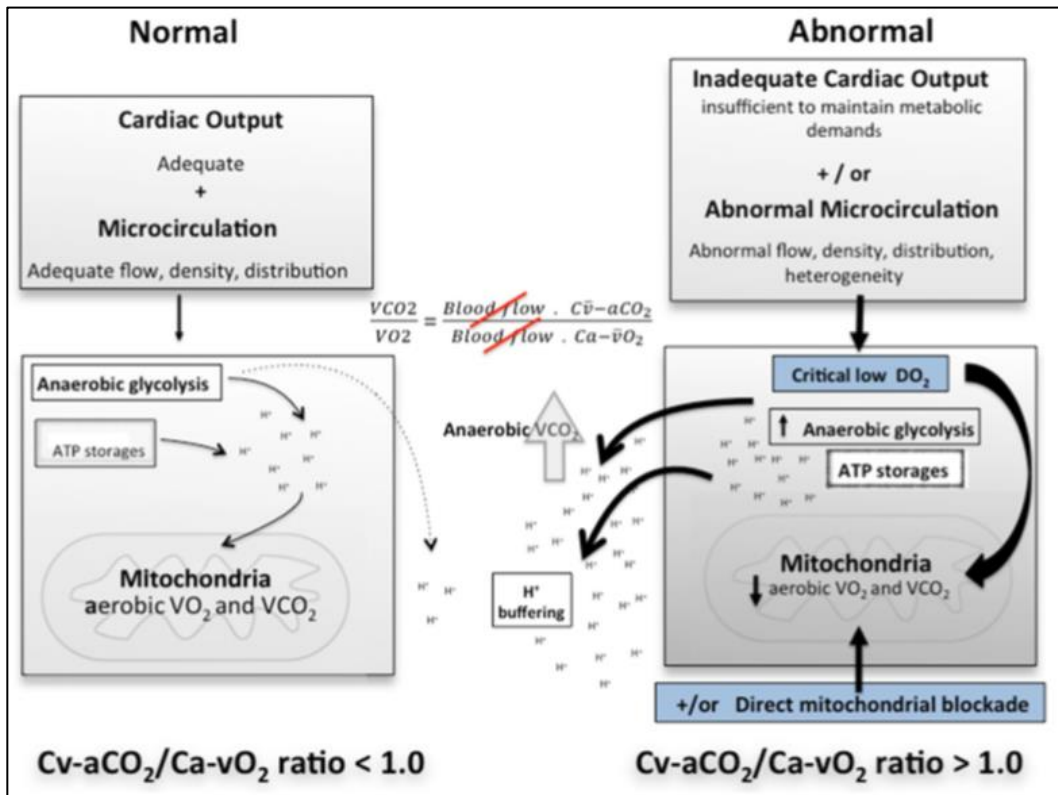 Normal
Cardiac Output
Adequate
+
Microcirculation
Adequate flow, density, distribution
Anaerobic glycolysis
ATP storages
H⁺ H⁺ H⁺
H⁺ H⁺
H⁺ H⁺
H⁺ H⁺
Mitochondria
aerobic VO₂ and VCO₂
H⁺ H⁺
H⁺
Cv-aCO₂/Ca-vO₂ ratio < 1.0
VCO2 / VO2 = Blood flow . Cv̄−aCO₂ / Blood flow . Ca−v̄O₂
Anaerobic VCO₂
H⁺
buffering
Abnormal
Inadequate Cardiac Output
insufficient to maintain metabolic
demands
+ / or
Abnormal Microcirculation
Abnormal flow, density, distribution,
heterogeneity
Critical low DO₂
↑ Anaerobic glycolysis
ATP storages
Mitochondria
↓ aerobic VO₂ and VCO₂
+/or Direct mitochondrial blockade
Cv-aCO₂/Ca-vO₂ ratio > 1.0